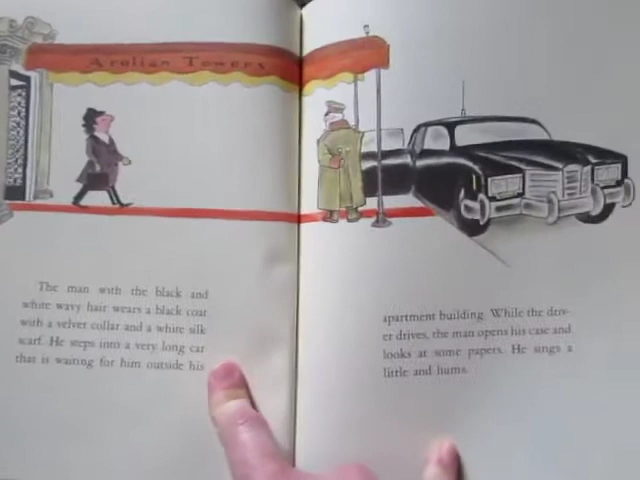 Aeolian Towers
The man with the black and
white wavy hair wears a black coat
with a velvet collar and a white silk
scarf. He steps into a very long car
that is waiting for him outside his
apartment building. While the driv-
er drives, the man opens his case and
looks at some papers. He sings a
little and hums.